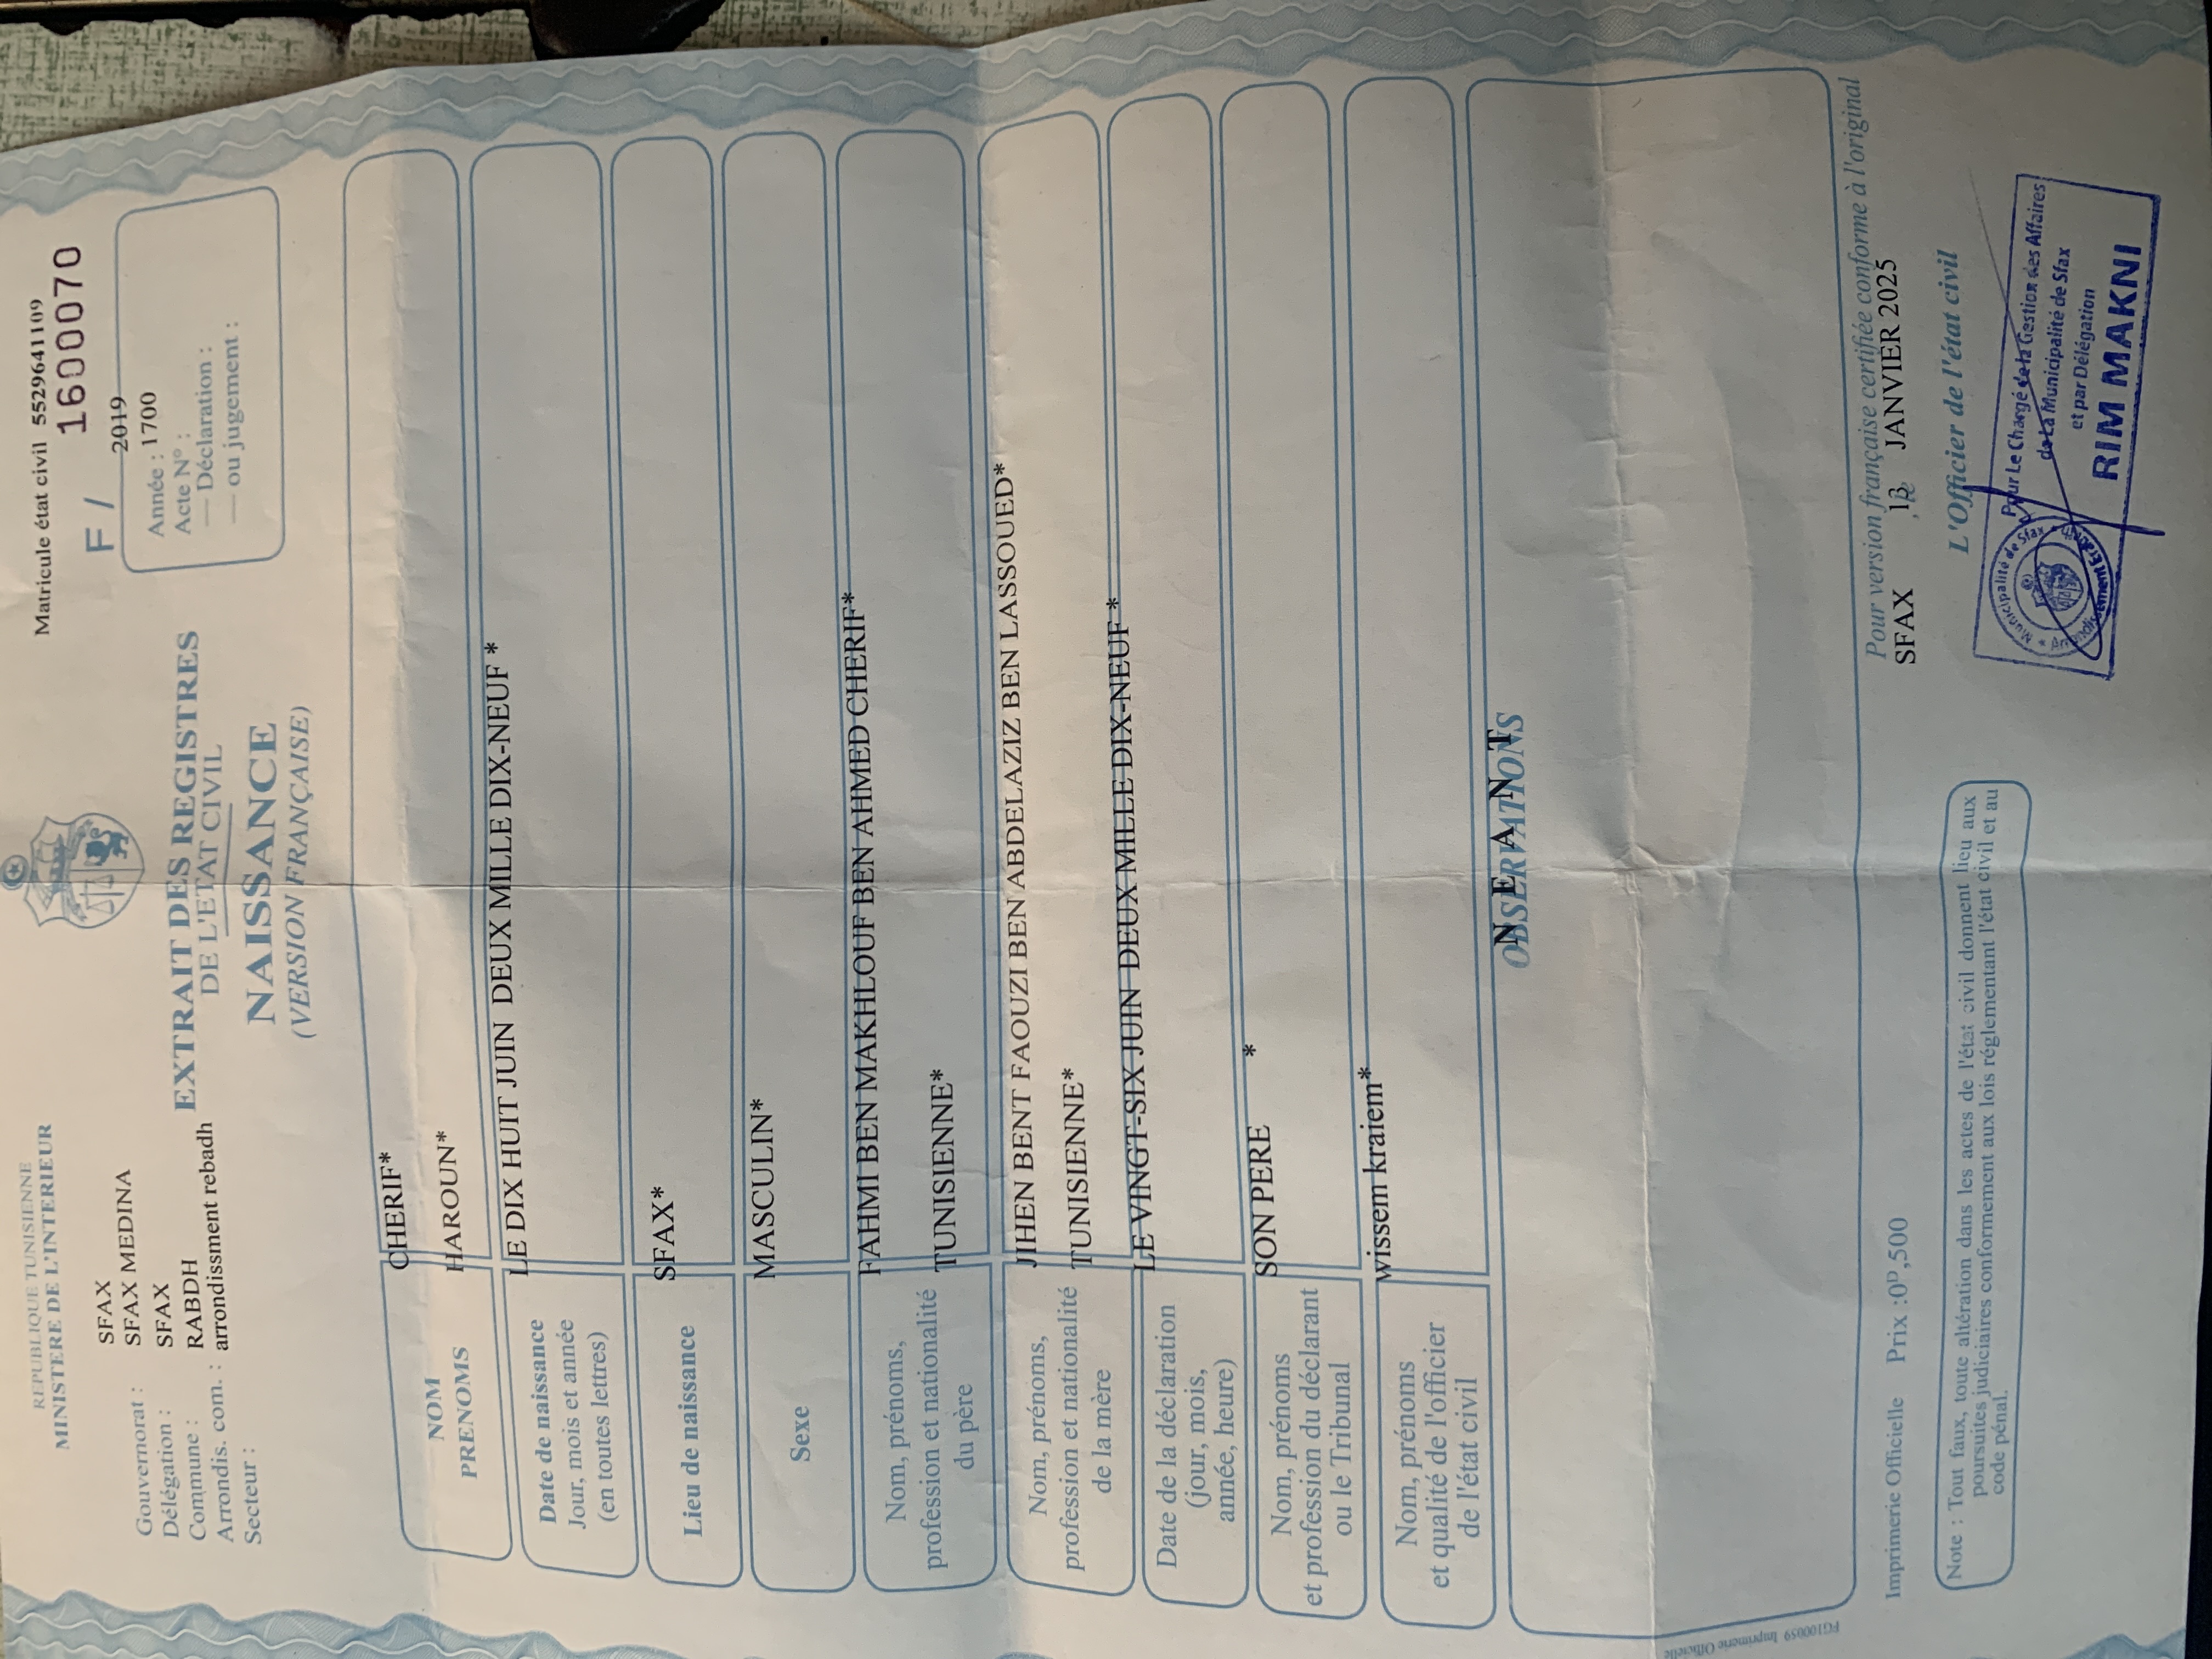 REPUBLIQUE TUNISIENNE
MINISTERE DE L'INTERIEUR
Matricule état civil 5529641109
F / 1600070
Gouvernorat : SFAX
Délégation : SFAX MEDINA
Commune : SFAX
Arrondis. com. : RABDH
Secteur : arrondissment rebadh
2019
Année : 1700
Acte N° :
— Déclaration :
— ou jugement :
EXTRAIT DES REGISTRES
DE L'ETAT CIVIL
NAISSANCE
(VERSION FRANÇAISE)
NOM CHERIF*
PRENOMS HAROUN*
Date de naissance
Jour, mois et année
(en toutes lettres)
LE DIX HUIT JUIN DEUX MILLE DIX-NEUF *
Lieu de naissance SFAX*
Sexe MASCULIN*
Nom, prénoms,
profession et nationalité
du père
FAHMI BEN MAKHLOUF BEN AHMED CHERIF*
TUNISIENNE*
Nom, prénoms,
profession et nationalité
de la mère
JIHEN BENT FAOUZI BEN ABDELAZIZ BEN LASSOUED*
TUNISIENNE*
Date de la déclaration
(jour, mois,
année, heure)
LE VINGT-SIX JUIN DEUX MILLE DIX-NEUF *
Nom, prénoms
et profession du déclarant
ou le Tribunal
SON PERE *
Nom, prénoms
et qualité de l'officier
de l'état civil
wissem kraiem*
OBSERVATIONS
N E A N T
Pour version française certifiée conforme à l'original
SFAX , le 13 JANVIER 2025
L'Officier de l'état civil
Pour Le Chargé de la Gestion des Affaires
de La Municipalité de Sfax
et par Délégation
RIM MAKNI
Municipalité de Sfax
Imprimerie Officielle Prix :0ᴰ,500
Note : Tout faux, toute altération dans les actes de l'état civil donnent lieu aux
poursuites judiciaires conformement aux lois réglementant l'état civil et au
code pénal.
FG100059 Imprimerie Officielle